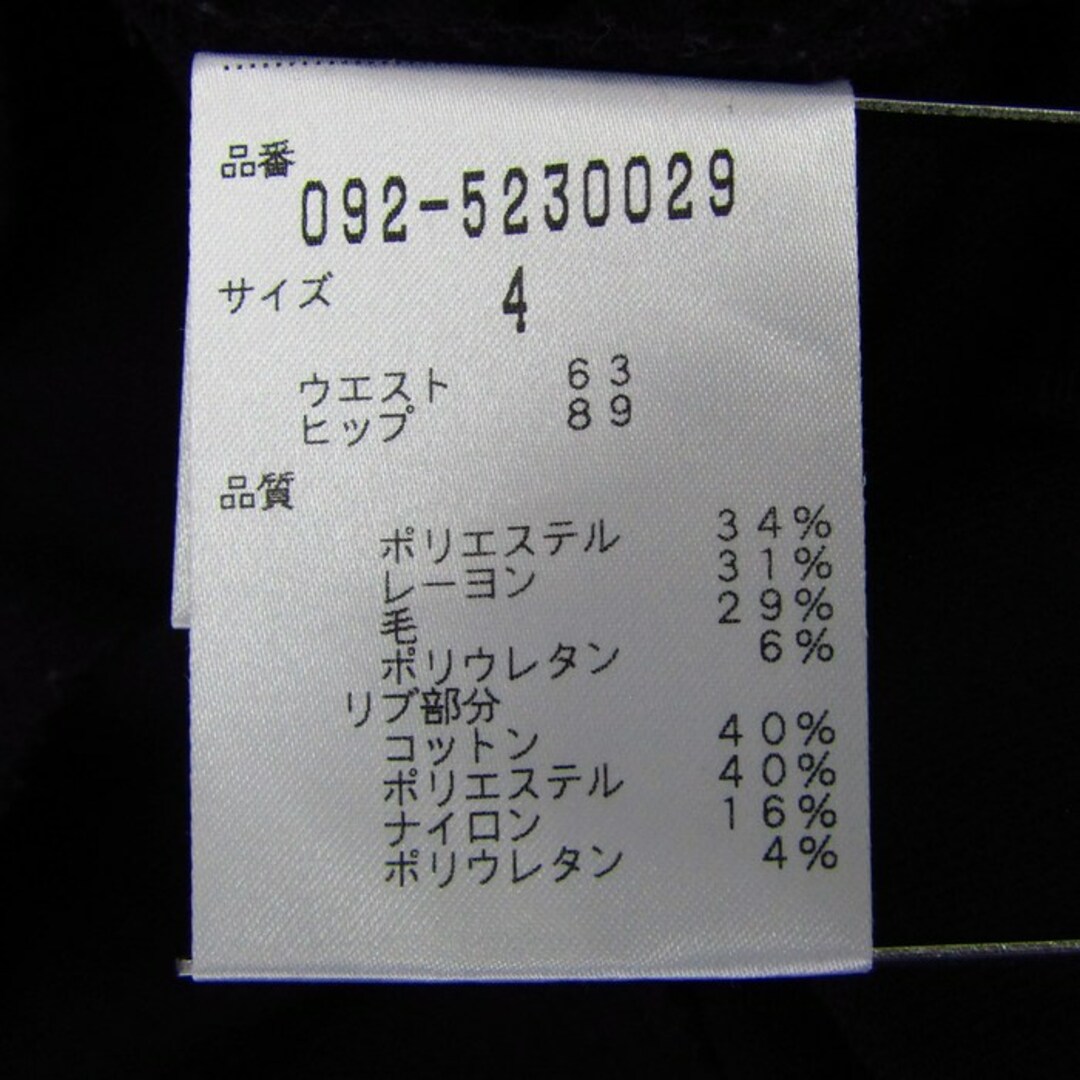 品番
092-5230029
サイズ 4
ウエスト 63
ヒップ 89
品質
ポリエステル 34%
レーヨン 31%
毛 29%
ポリウレタン 6%
リブ部分
コットン 40%
ポリエステル 40%
ナイロン 16%
ポリウレタン 4%